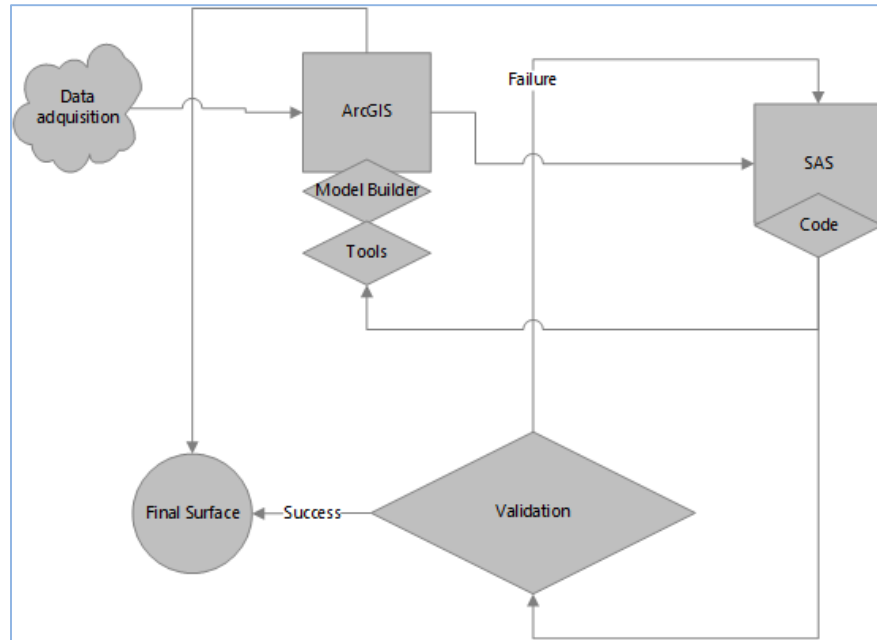 Data
adquisition
ArcGIS
Failure
SAS
Model Builder
Code
Tools
Final Surface
Success
Validation